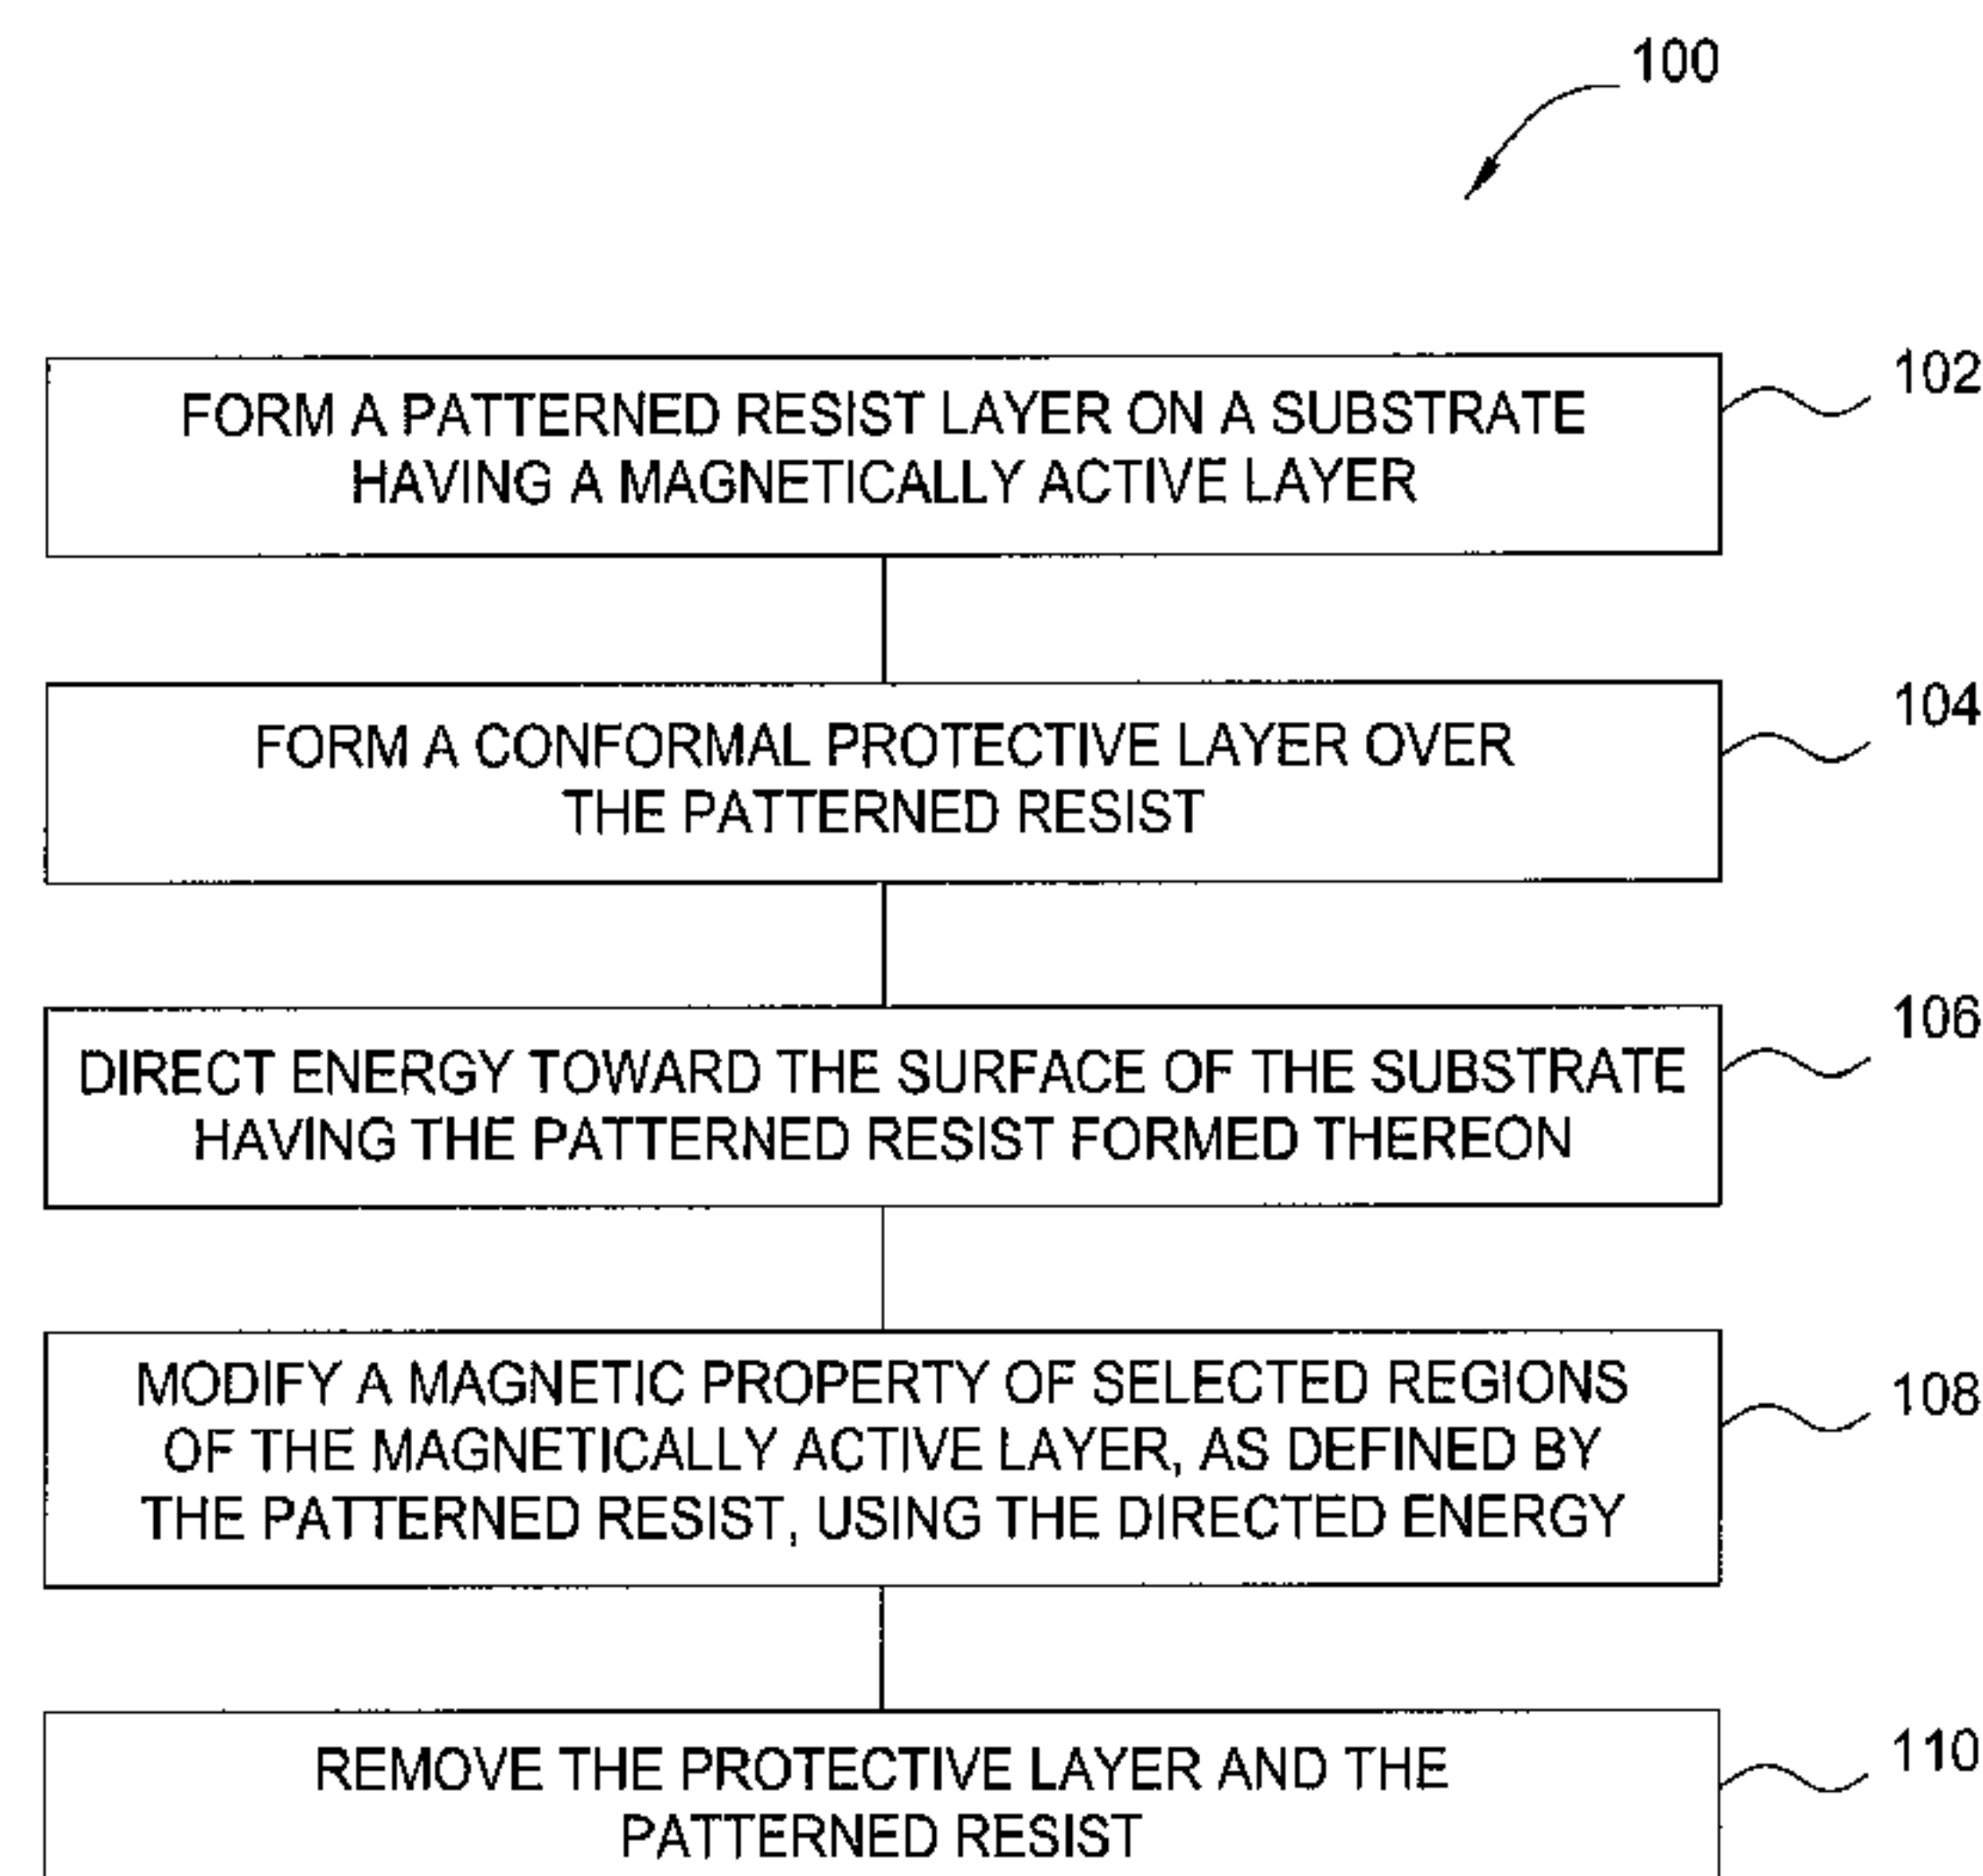 100
FORM A PATTERNED RESIST LAYER ON A SUBSTRATE
HAVING A MAGNETICALLY ACTIVE LAYER
102
FORM A CONFORMAL PROTECTIVE LAYER OVER
THE PATTERNED RESIST
104
DIRECT ENERGY TOWARD THE SURFACE OF THE SUBSTRATE
HAVING THE PATTERNED RESIST FORMED THEREON
106
MODIFY A MAGNETIC PROPERTY OF SELECTED REGIONS
OF THE MAGNETICALLY ACTIVE LAYER, AS DEFINED BY
THE PATTERNED RESIST, USING THE DIRECTED ENERGY
108
REMOVE THE PROTECTIVE LAYER AND THE
PATTERNED RESIST
110